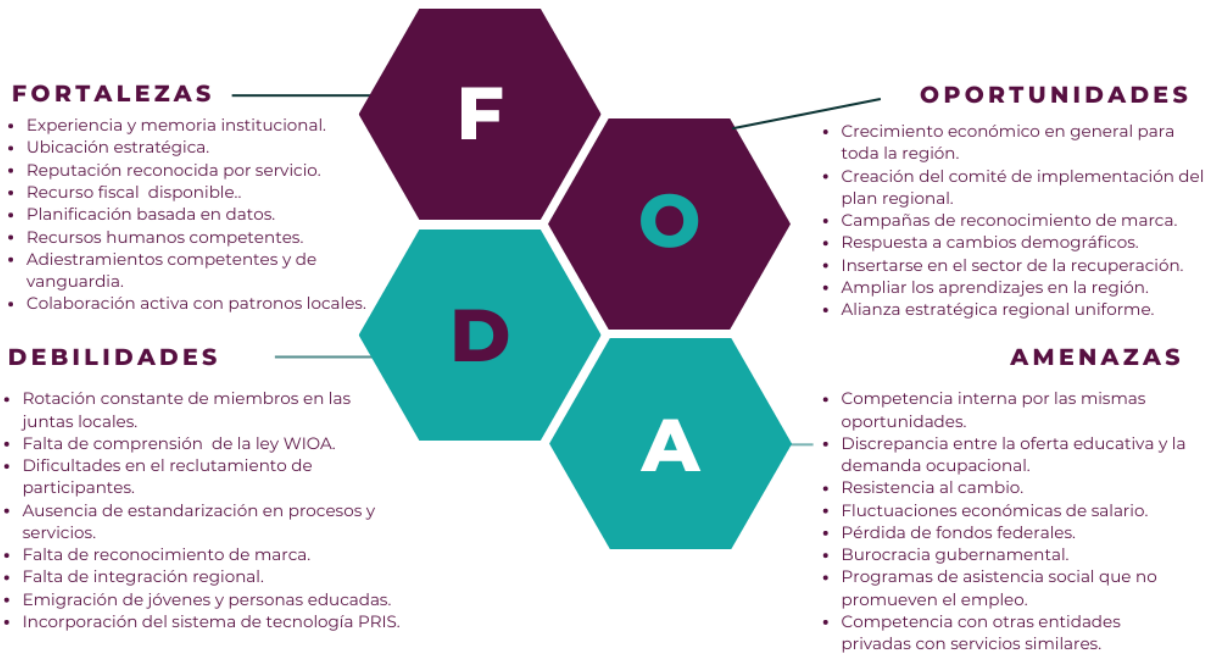 F
O
D
A
FORTALEZAS
• Experiencia y memoria institucional.
• Ubicación estratégica.
• Reputación reconocida por servicio.
• Recurso fiscal  disponible..
• Planificación basada en datos.
• Recursos humanos competentes.
• Adiestramientos competentes y de
vanguardia.
• Colaboración activa con patronos locales.
OPORTUNIDADES
• Crecimiento económico en general para
toda la región.
• Creación del comité de implementación del
plan regional.
• Campañas de reconocimiento de marca.
• Respuesta a cambios demográficos.
• Insertarse en el sector de la recuperación.
• Ampliar los aprendizajes en la región.
• Alianza estratégica regional uniforme.
DEBILIDADES
• Rotación constante de miembros en las
juntas locales.
• Falta de comprensión  de la ley WIOA.
• Dificultades en el reclutamiento de
participantes.
• Ausencia de estandarización en procesos y
servicios.
• Falta de reconocimiento de marca.
• Falta de integración regional.
• Emigración de jóvenes y personas educadas.
• Incorporación del sistema de tecnología PRIS.
AMENAZAS
• Competencia interna por las mismas
oportunidades.
• Discrepancia entre la oferta educativa y la
demanda ocupacional.
• Resistencia al cambio.
• Fluctuaciones económicas de salario.
• Pérdida de fondos federales.
• Burocracia gubernamental.
• Programas de asistencia social que no
promueven el empleo.
• Competencia con otras entidades
privadas con servicios similares.